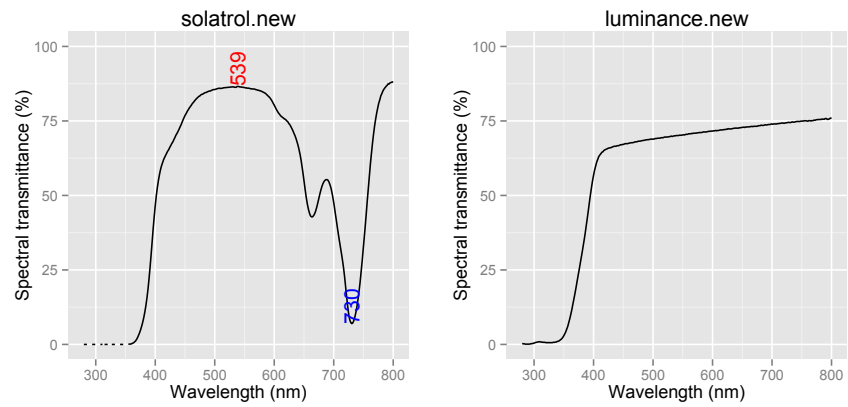 solatrol.new
luminance.new
Spectral transmittance (%)
100
75
50
25
0
539
730
300 400 500 600 700 800
Wavelength (nm)
Spectral transmittance (%)
100
75
50
25
0
300 400 500 600 700 800
Wavelength (nm)